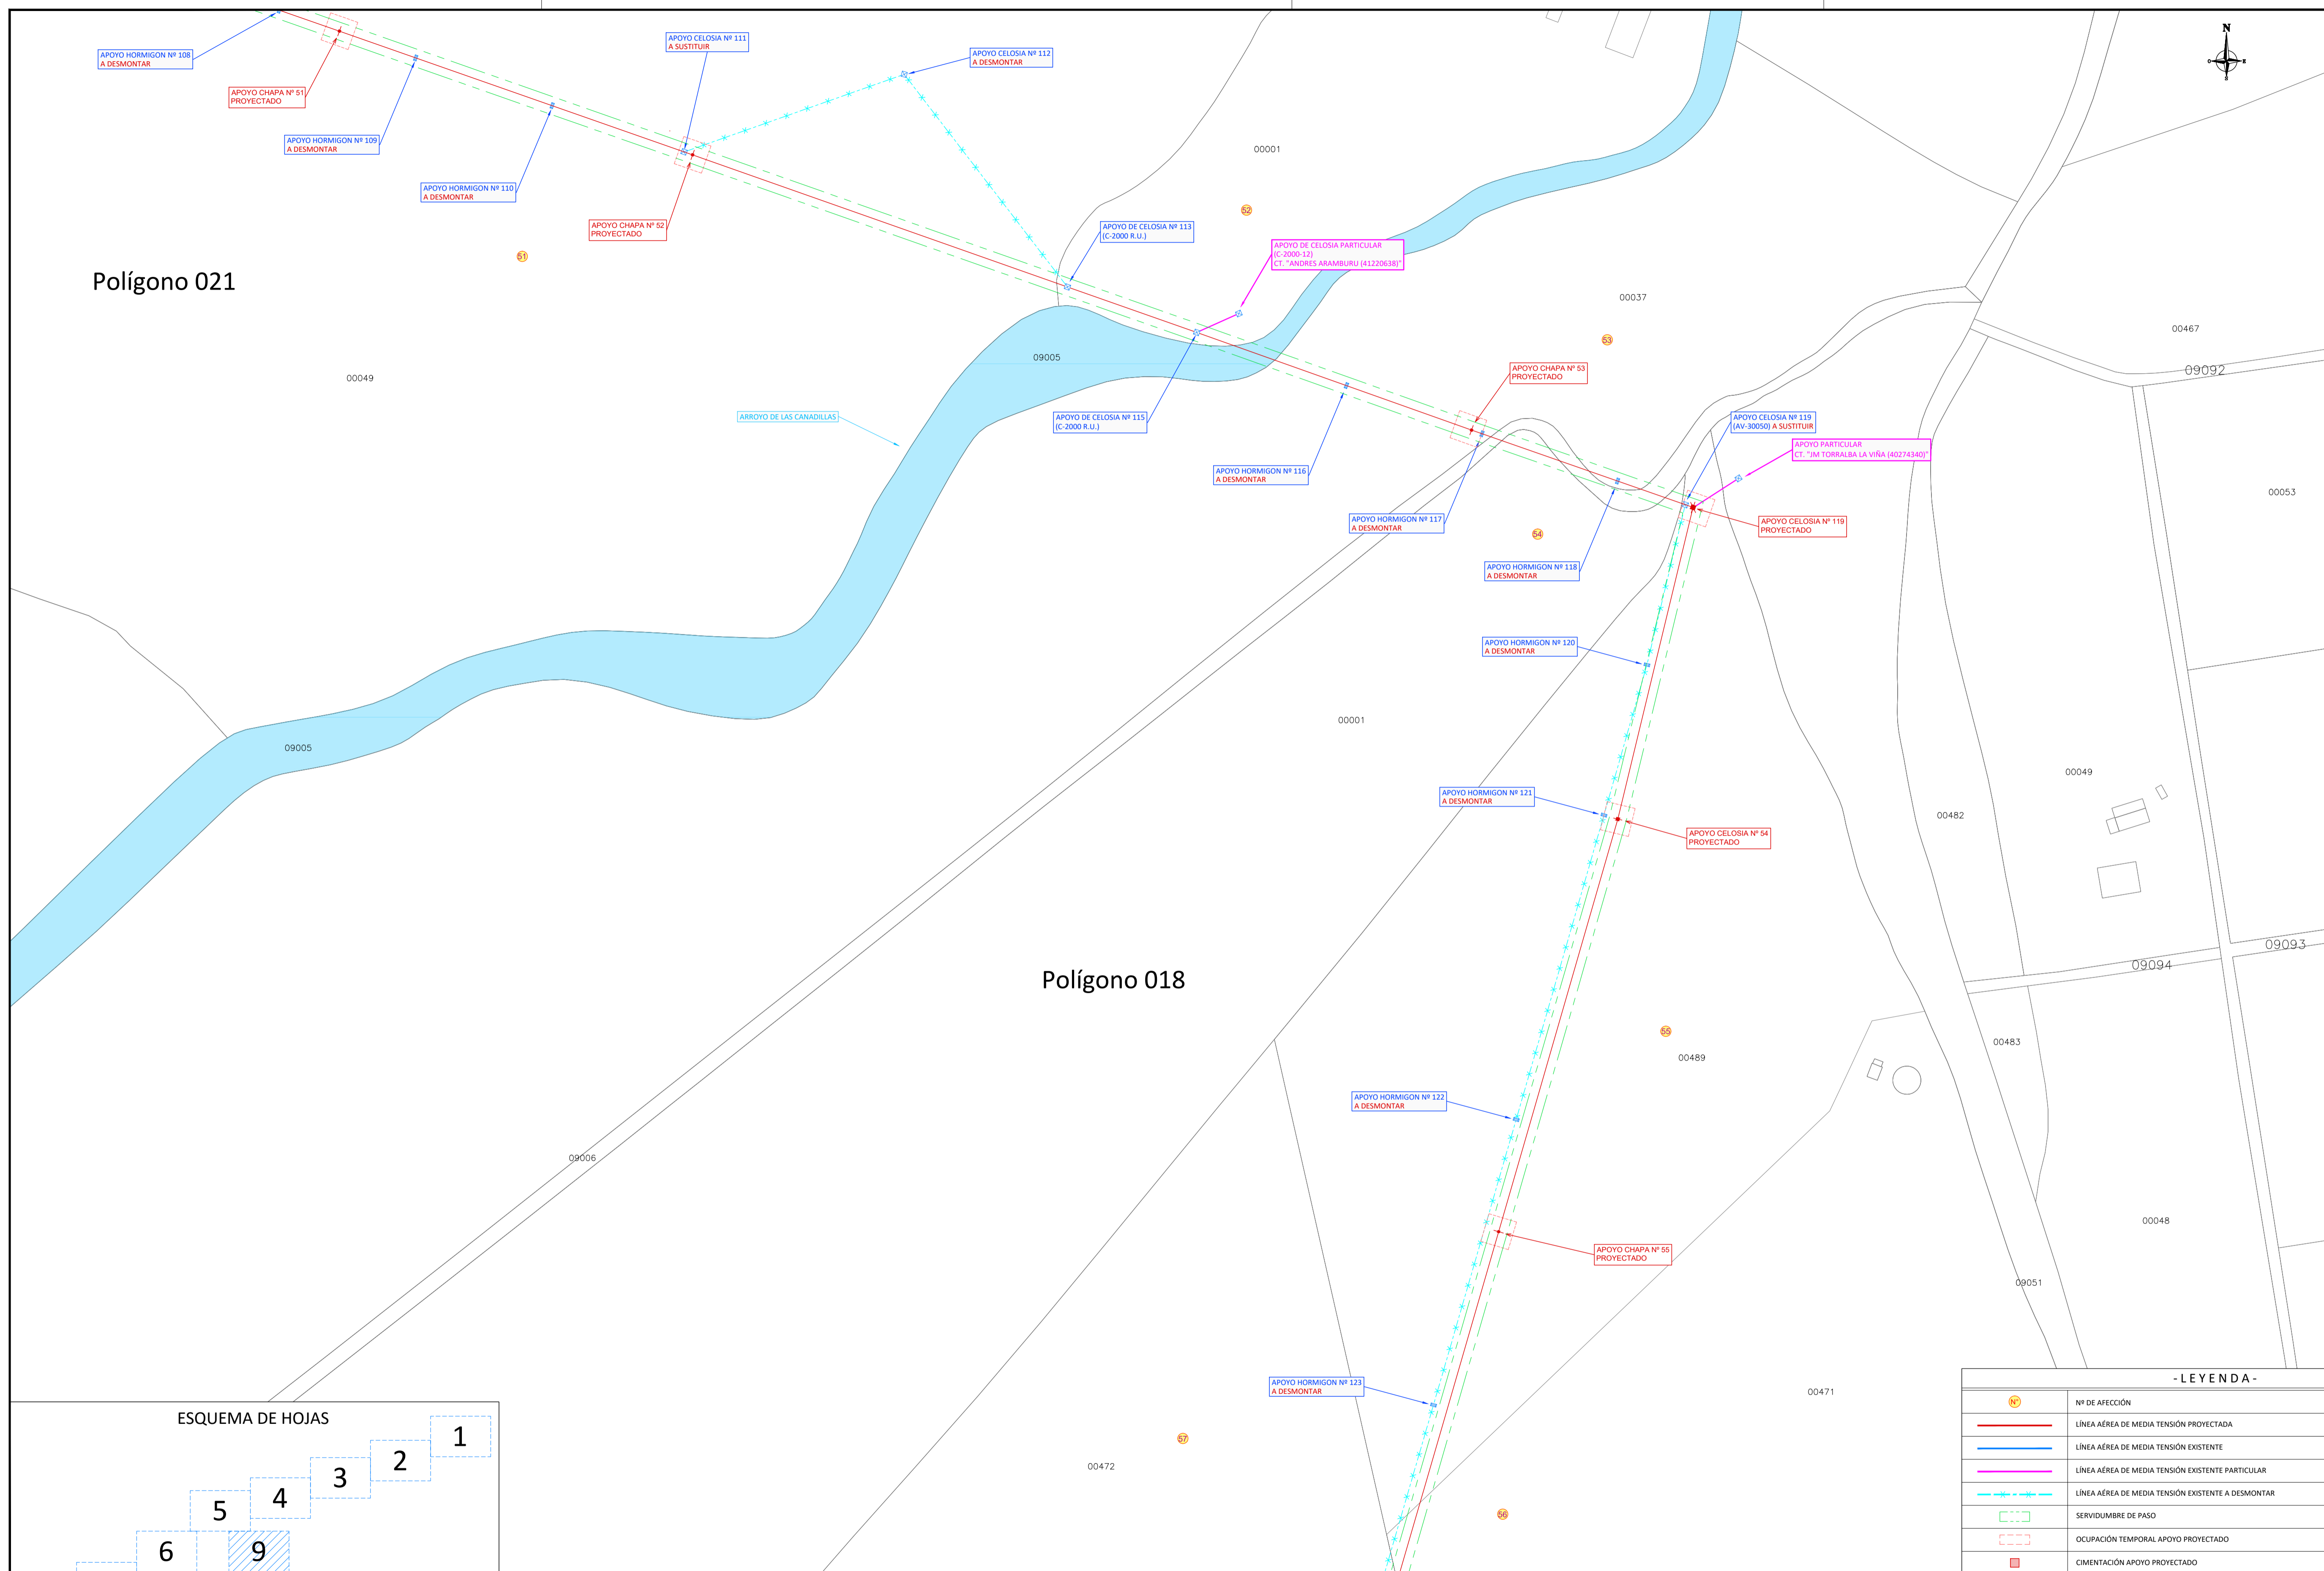 N
O
E
S
APOYO HORMIGON Nº 108
A DESMONTAR
APOYO CHAPA Nº 51
PROYECTADO
APOYO HORMIGON Nº 109
A DESMONTAR
APOYO HORMIGON Nº 110
A DESMONTAR
APOYO CELOSIA Nº 111
A SUSTITUIR
APOYO CELOSIA Nº 112
A DESMONTAR
APOYO CHAPA Nº 52
PROYECTADO
00001
52
51
APOYO DE CELOSIA Nº 113
(C-2000 R.U.)
APOYO DE CELOSIA PARTICULAR
(C-2000-12)
CT. "ANDRES ARAMBURU (41220638)"
Polígono 021
00037
53
00467
09092
09005
00049
APOYO CHAPA Nº 53
PROYECTADO
ARROYO DE LAS CANADILLAS
APOYO DE CELOSIA Nº 115
(C-2000 R.U.)
APOYO CELOSIA Nº 119
(AV-30050) A SUSTITUIR
APOYO PARTICULAR
CT. "JM TORRALBA LA VIÑA (40274340)"
APOYO HORMIGON Nº 116
A DESMONTAR
00053
APOYO HORMIGON Nº 117
A DESMONTAR
54
APOYO CELOSIA Nº 119
PROYECTADO
APOYO HORMIGON Nº 118
A DESMONTAR
APOYO HORMIGON Nº 120
A DESMONTAR
00001
09005
00049
APOYO HORMIGON Nº 121
A DESMONTAR
00482
APOYO CELOSIA Nº 54
PROYECTADO
09093
09094
Polígono 018
55
00489
00483
APOYO HORMIGON Nº 122
A DESMONTAR
09006
00048
APOYO CHAPA Nº 55
PROYECTADO
09051
APOYO HORMIGON Nº 123
A DESMONTAR
00471
57
00472
56
ESQUEMA DE HOJAS
1
2
3
4
5
6
9
- L E Y E N D A -
N°
Nº DE AFECCIÓN
LÍNEA AÉREA DE MEDIA TENSIÓN PROYECTADA
LÍNEA AÉREA DE MEDIA TENSIÓN EXISTENTE
LÍNEA AÉREA DE MEDIA TENSIÓN EXISTENTE PARTICULAR
LÍNEA AÉREA DE MEDIA TENSIÓN EXISTENTE A DESMONTAR
SERVIDUMBRE DE PASO
OCUPACIÓN TEMPORAL APOYO PROYECTADO
CIMENTACIÓN APOYO PROYECTADO